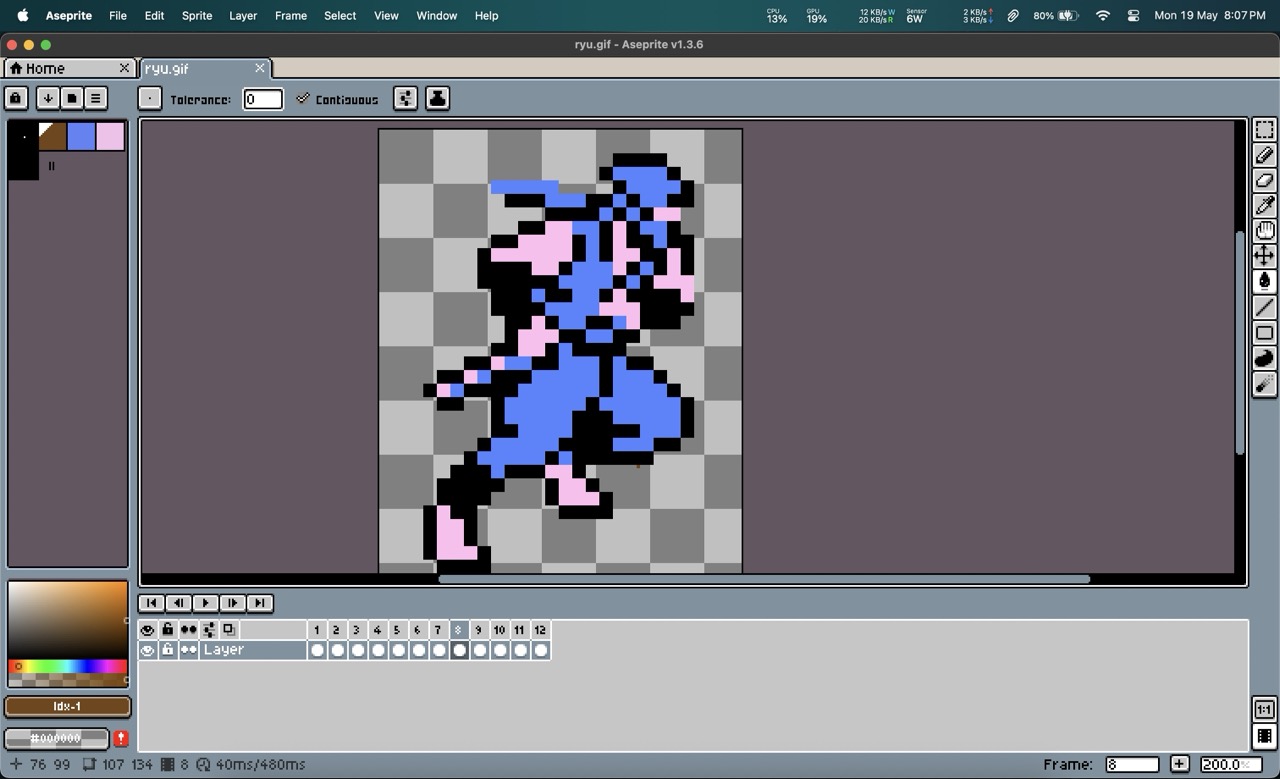 Aseprite File Edit Sprite Layer Frame Select View Window Help CPU 13% GPU 19% 12 KB/s W 20 KB/s R Sensor 6W 2 KB/s↑ 3 KB/s↓ 80% Mon 19 May 8:07 PM
ryu.gif - Aseprite v1.3.6
Home ryu.gif
Tolerance: 0 Contiguous
1 2 3 4 5 6 7 8 9 10 11 12
Layer
Idx-1
#000000
1:1
76 99 107 134 8 40ms/480ms Frame: 8 + 200.0